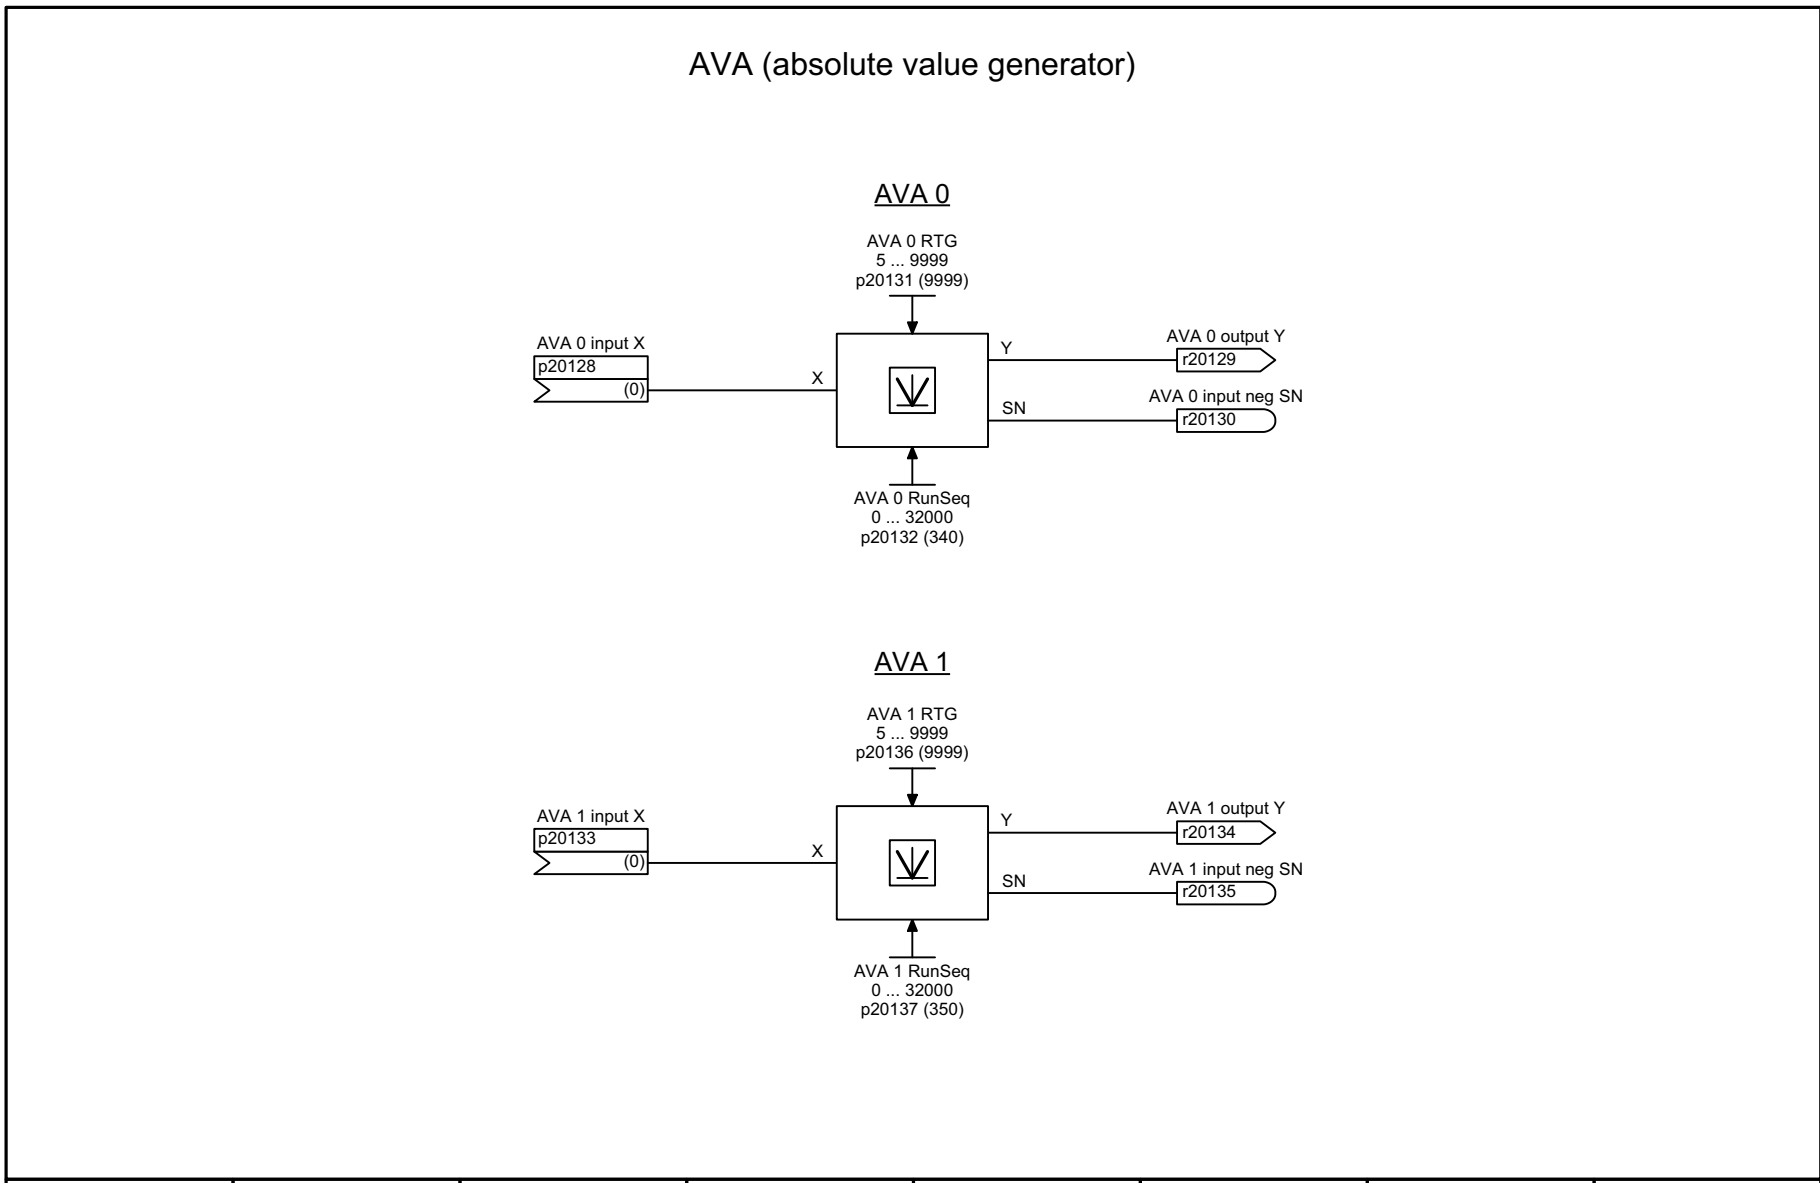 AVA (absolute value generator)
AVA 0
AVA 0 RTG
5 ... 9999
p20131 (9999)
AVA 0 input X
p20128
(0)
X
Y
AVA 0 output Y
r20129
SN
AVA 0 input neg SN
r20130
AVA 0 RunSeq
0 ... 32000
p20132 (340)
AVA 1
AVA 1 RTG
5 ... 9999
p20136 (9999)
AVA 1 input X
p20133
(0)
X
Y
AVA 1 output Y
r20134
SN
AVA 1 input neg SN
r20135
AVA 1 RunSeq
0 ... 32000
p20137 (350)